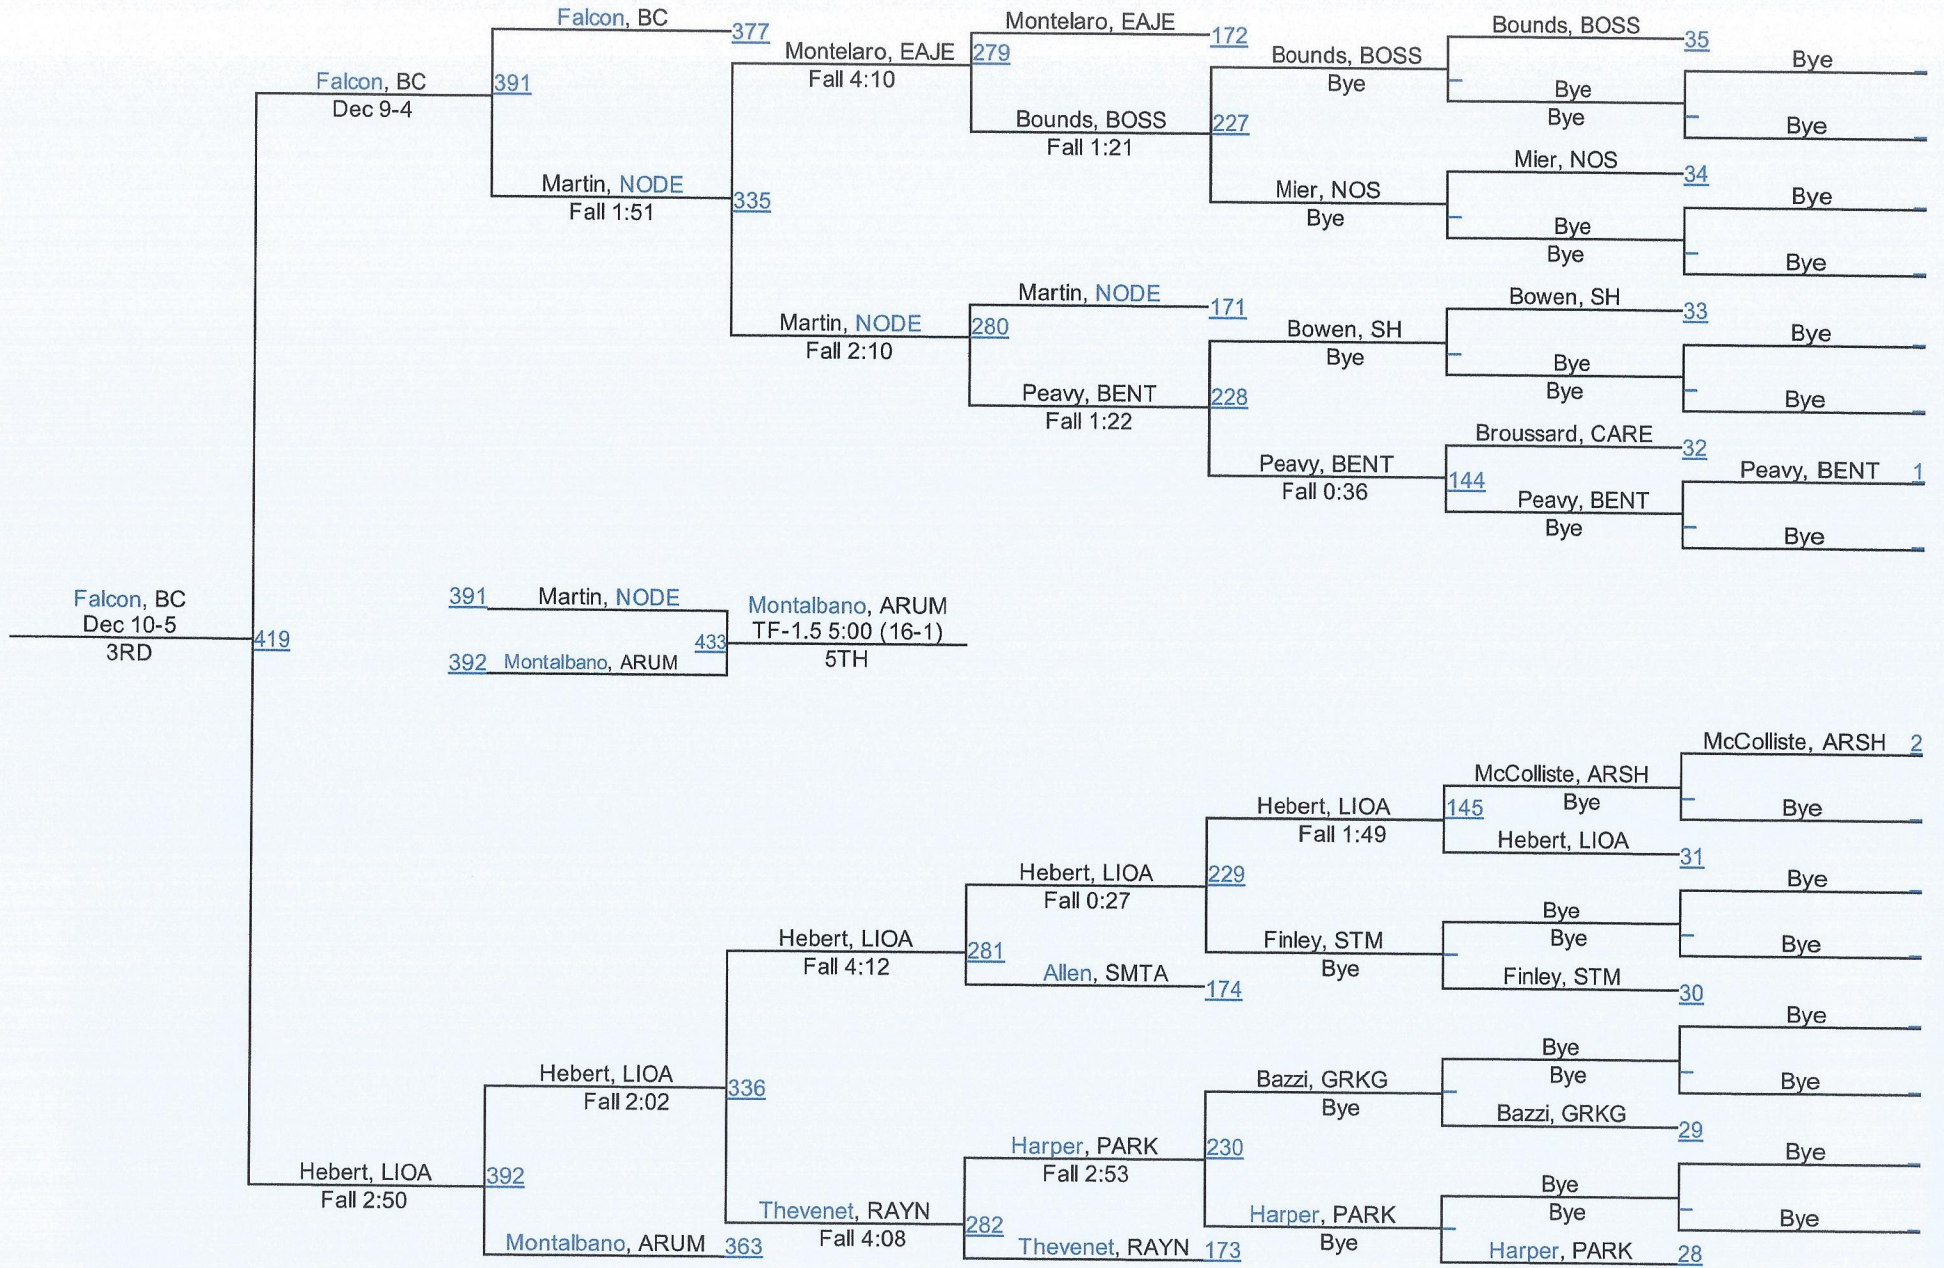 Falcon, BC
377
Montelaro, EAJE
172
Bounds, BOSS
35
Bye
Montelaro, EAJE
279
Fall 4:10
Bounds, BOSS
Bye
Bye
Bye
Falcon, BC
391
Dec 9-4
Bounds, BOSS
227
Fall 1:21
Bye
Mier, NOS
34
Martin, NODE
335
Fall 1:51
Mier, NOS
Bye
Bye
Bye
Bye
Bye
Martin, NODE
171
Bowen, SH
33
Martin, NODE
280
Fall 2:10
Bowen, SH
Bye
Bye
Bye
Bye
Peavy, BENT
228
Fall 1:22
Bye
Broussard, CARE
32
Peavy, BENT
144
Fall 0:36
Peavy, BENT
1
Peavy, BENT
Bye
Bye
Falcon, BC
Dec 10-5
3RD
419
391
Martin, NODE
433
392
Montalbano, ARUM
Montalbano, ARUM
TF-1.5 5:00 (16-1)
5TH
McColliste, ARSH
2
McColliste, ARSH
Bye
Hebert, LIOA
145
Fall 1:49
Bye
Hebert, LIOA
31
Hebert, LIOA
229
Fall 0:27
Bye
Bye
Bye
Hebert, LIOA
281
Fall 4:12
Finley, STM
Bye
Bye
Allen, SMTA
174
Finley, STM
30
Bye
Hebert, LIOA
336
Fall 2:02
Bazzi, GRKG
Bye
Bye
Bye
Bye
Bazzi, GRKG
29
Harper, PARK
230
Fall 2:53
Bye
Hebert, LIOA
392
Fall 2:50
Bye
Bye
Thevenet, RAYN
282
Fall 4:08
Harper, PARK
Bye
Bye
Montalbano, ARUM
363
Thevenet, RAYN
173
Harper, PARK
28